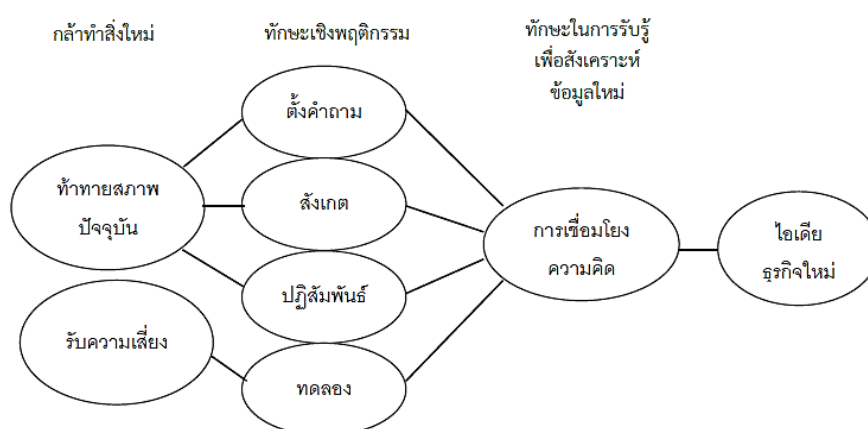 กล้าทำสิ่งใหม่
ทักษะเชิงพฤติกรรม
ทักษะในการรับรู้
เพื่อสังเคราะห์
ข้อมูลใหม่
ท้าทายสภาพ
ปัจจุบัน
รับความเสี่ยง
ตั้งคำถาม
สังเกต
ปฏิสัมพันธ์
ทดลอง
การเชื่อมโยง
ความคิด
ไอเดีย
ธุรกิจใหม่